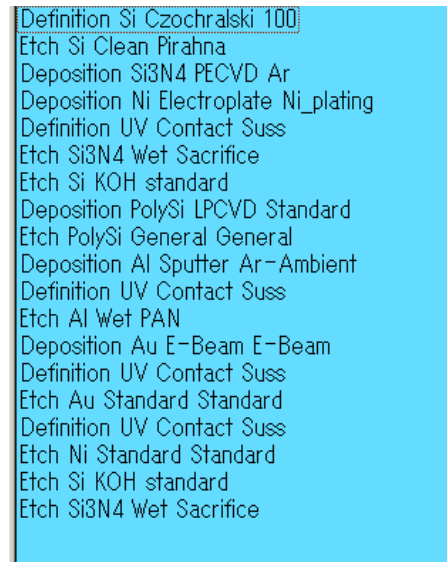 Definition Si Czochralski 100
Etch Si Clean Pirahna
Deposition Si3N4 PECVD Ar
Deposition Ni Electroplate Ni_plating
Definition UV Contact Suss
Etch Si3N4 Wet Sacrifice
Etch Si KOH standard
Deposition PolySi LPCVD Standard
Etch PolySi General General
Deposition Al Sputter Ar-Ambient
Definition UV Contact Suss
Etch Al Wet PAN
Deposition Au E-Beam E-Beam
Definition UV Contact Suss
Etch Au Standard Standard
Definition UV Contact Suss
Etch Ni Standard Standard
Etch Si KOH standard
Etch Si3N4 Wet Sacrifice